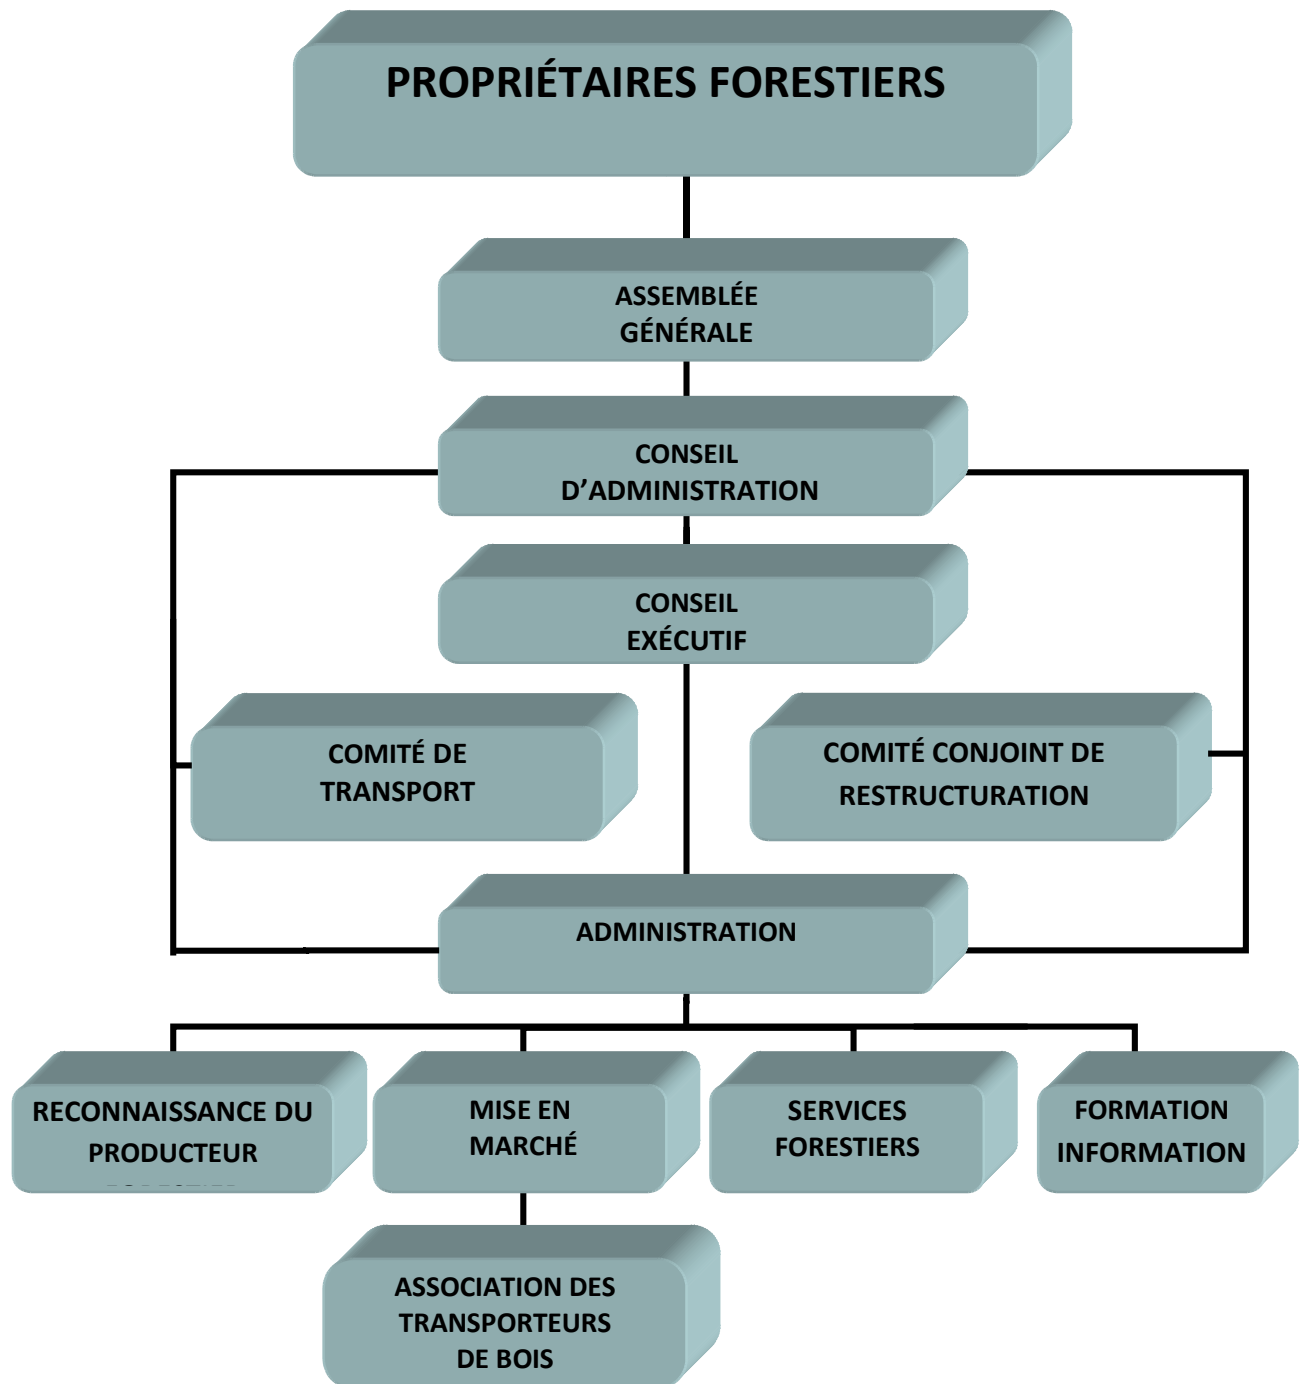 PROPRIÉTAIRES FORESTIERS
ASSEMBLÉE
GÉNÉRALE
CONSEIL
D’ADMINISTRATION
CONSEIL
EXÉCUTIF
COMITÉ DE
TRANSPORT
COMITÉ CONJOINT DE
RESTRUCTURATION
ADMINISTRATION
RECONNAISSANCE DU
PRODUCTEUR
MISE EN
MARCHÉ
SERVICES
FORESTIERS
FORMATION
INFORMATION
ASSOCIATION DES
TRANSPORTEURS
DE BOIS